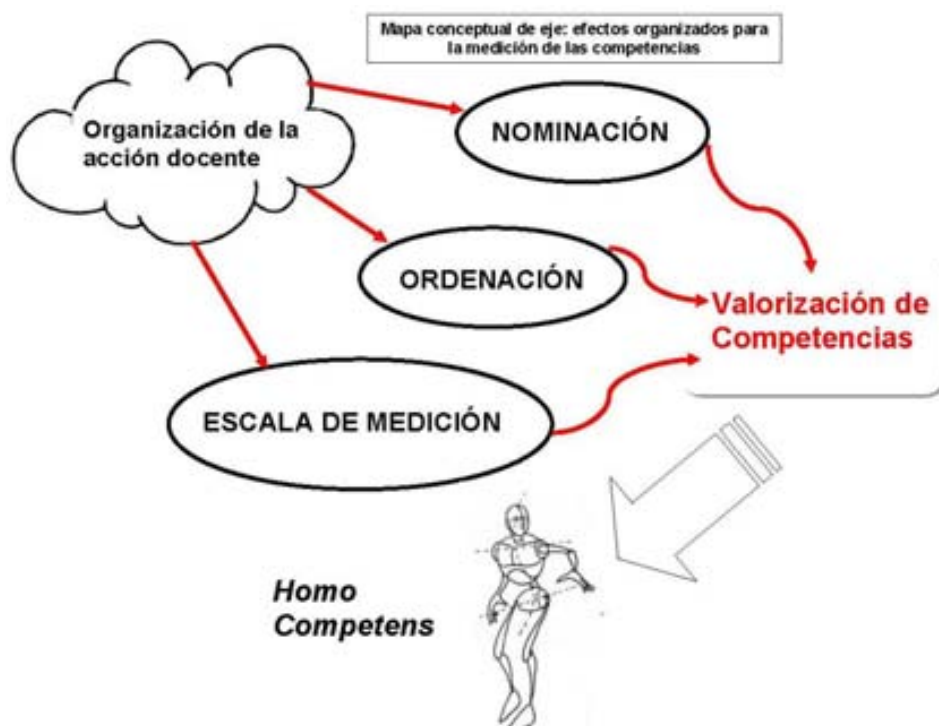 Mapa conceptual de eje: efectos organizados para
la medición de las competencias
Organización de la
acción docente
NOMINACIÓN
ORDENACIÓN
ESCALA DE MEDICIÓN
Valorización de
Competencias
Homo
Competens